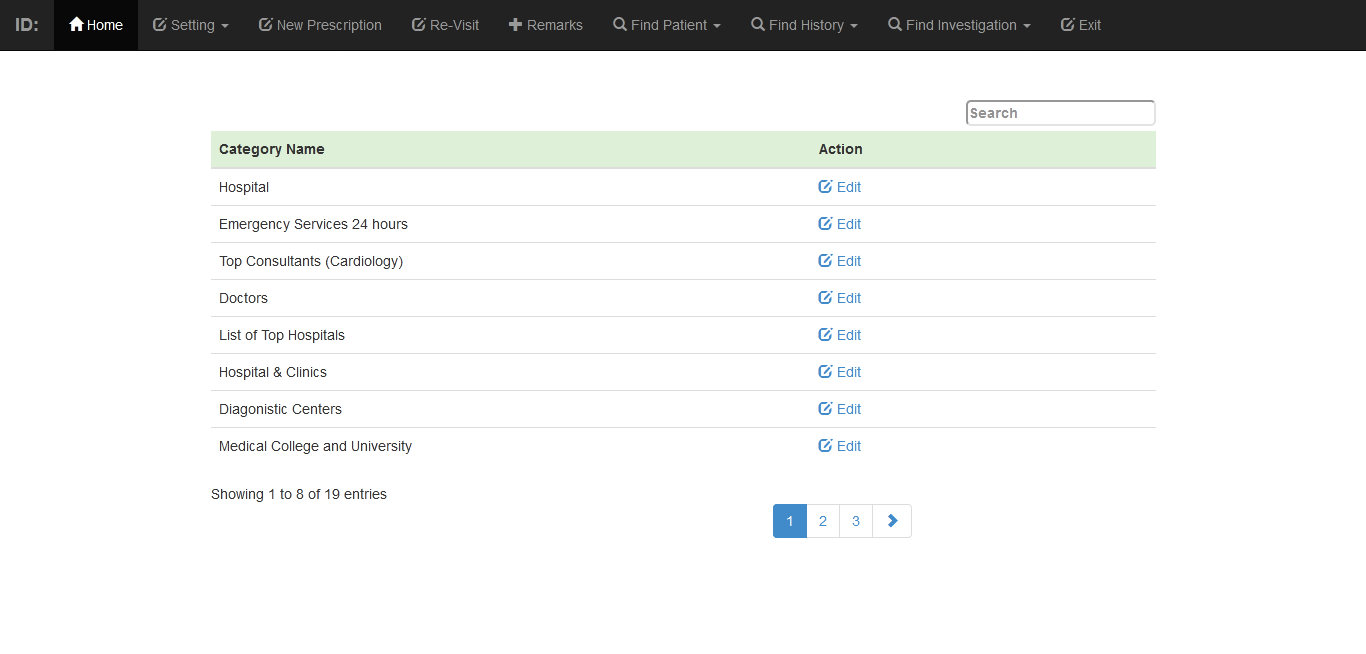 ID: Home Setting New Prescription Re-Visit Remarks Find Patient Find History Find Investigation Exit
Search
Category Name Action
Hospital Edit
Emergency Services 24 hours Edit
Top Consultants (Cardiology) Edit
Doctors Edit
List of Top Hospitals Edit
Hospital & Clinics Edit
Diagonistic Centers Edit
Medical College and University Edit
Showing 1 to 8 of 19 entries
1 2 3